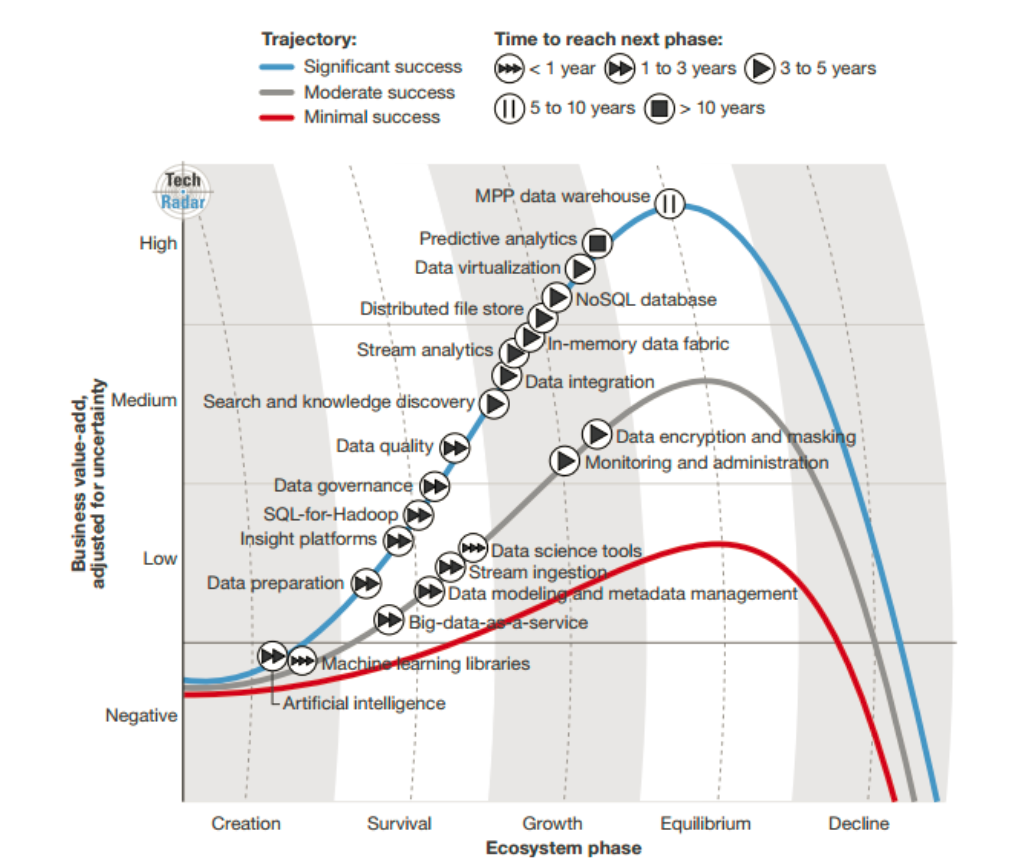 Trajectory:
Significant success
Moderate success
Minimal success
Time to reach next phase:
< 1 year 1 to 3 years 3 to 5 years
5 to 10 years > 10 years
Tech
Radar
MPP data warehouse
High
Predictive analytics
Data virtualization
NoSQL database
Distributed file store
In-memory data fabric
Stream analytics
Data integration
Medium
Search and knowledge discovery
Data encryption and masking
Data quality
Monitoring and administration
Data governance
SQL-for-Hadoop
Insight platforms
Data science tools
Low
Stream ingestion
Data preparation
Data modeling and metadata management
Big-data-as-a-service
Machine learning libraries
Artificial intelligence
Negative
Business value-add,
adjusted for uncertainty
Creation Survival Growth Equilibrium Decline
Ecosystem phase